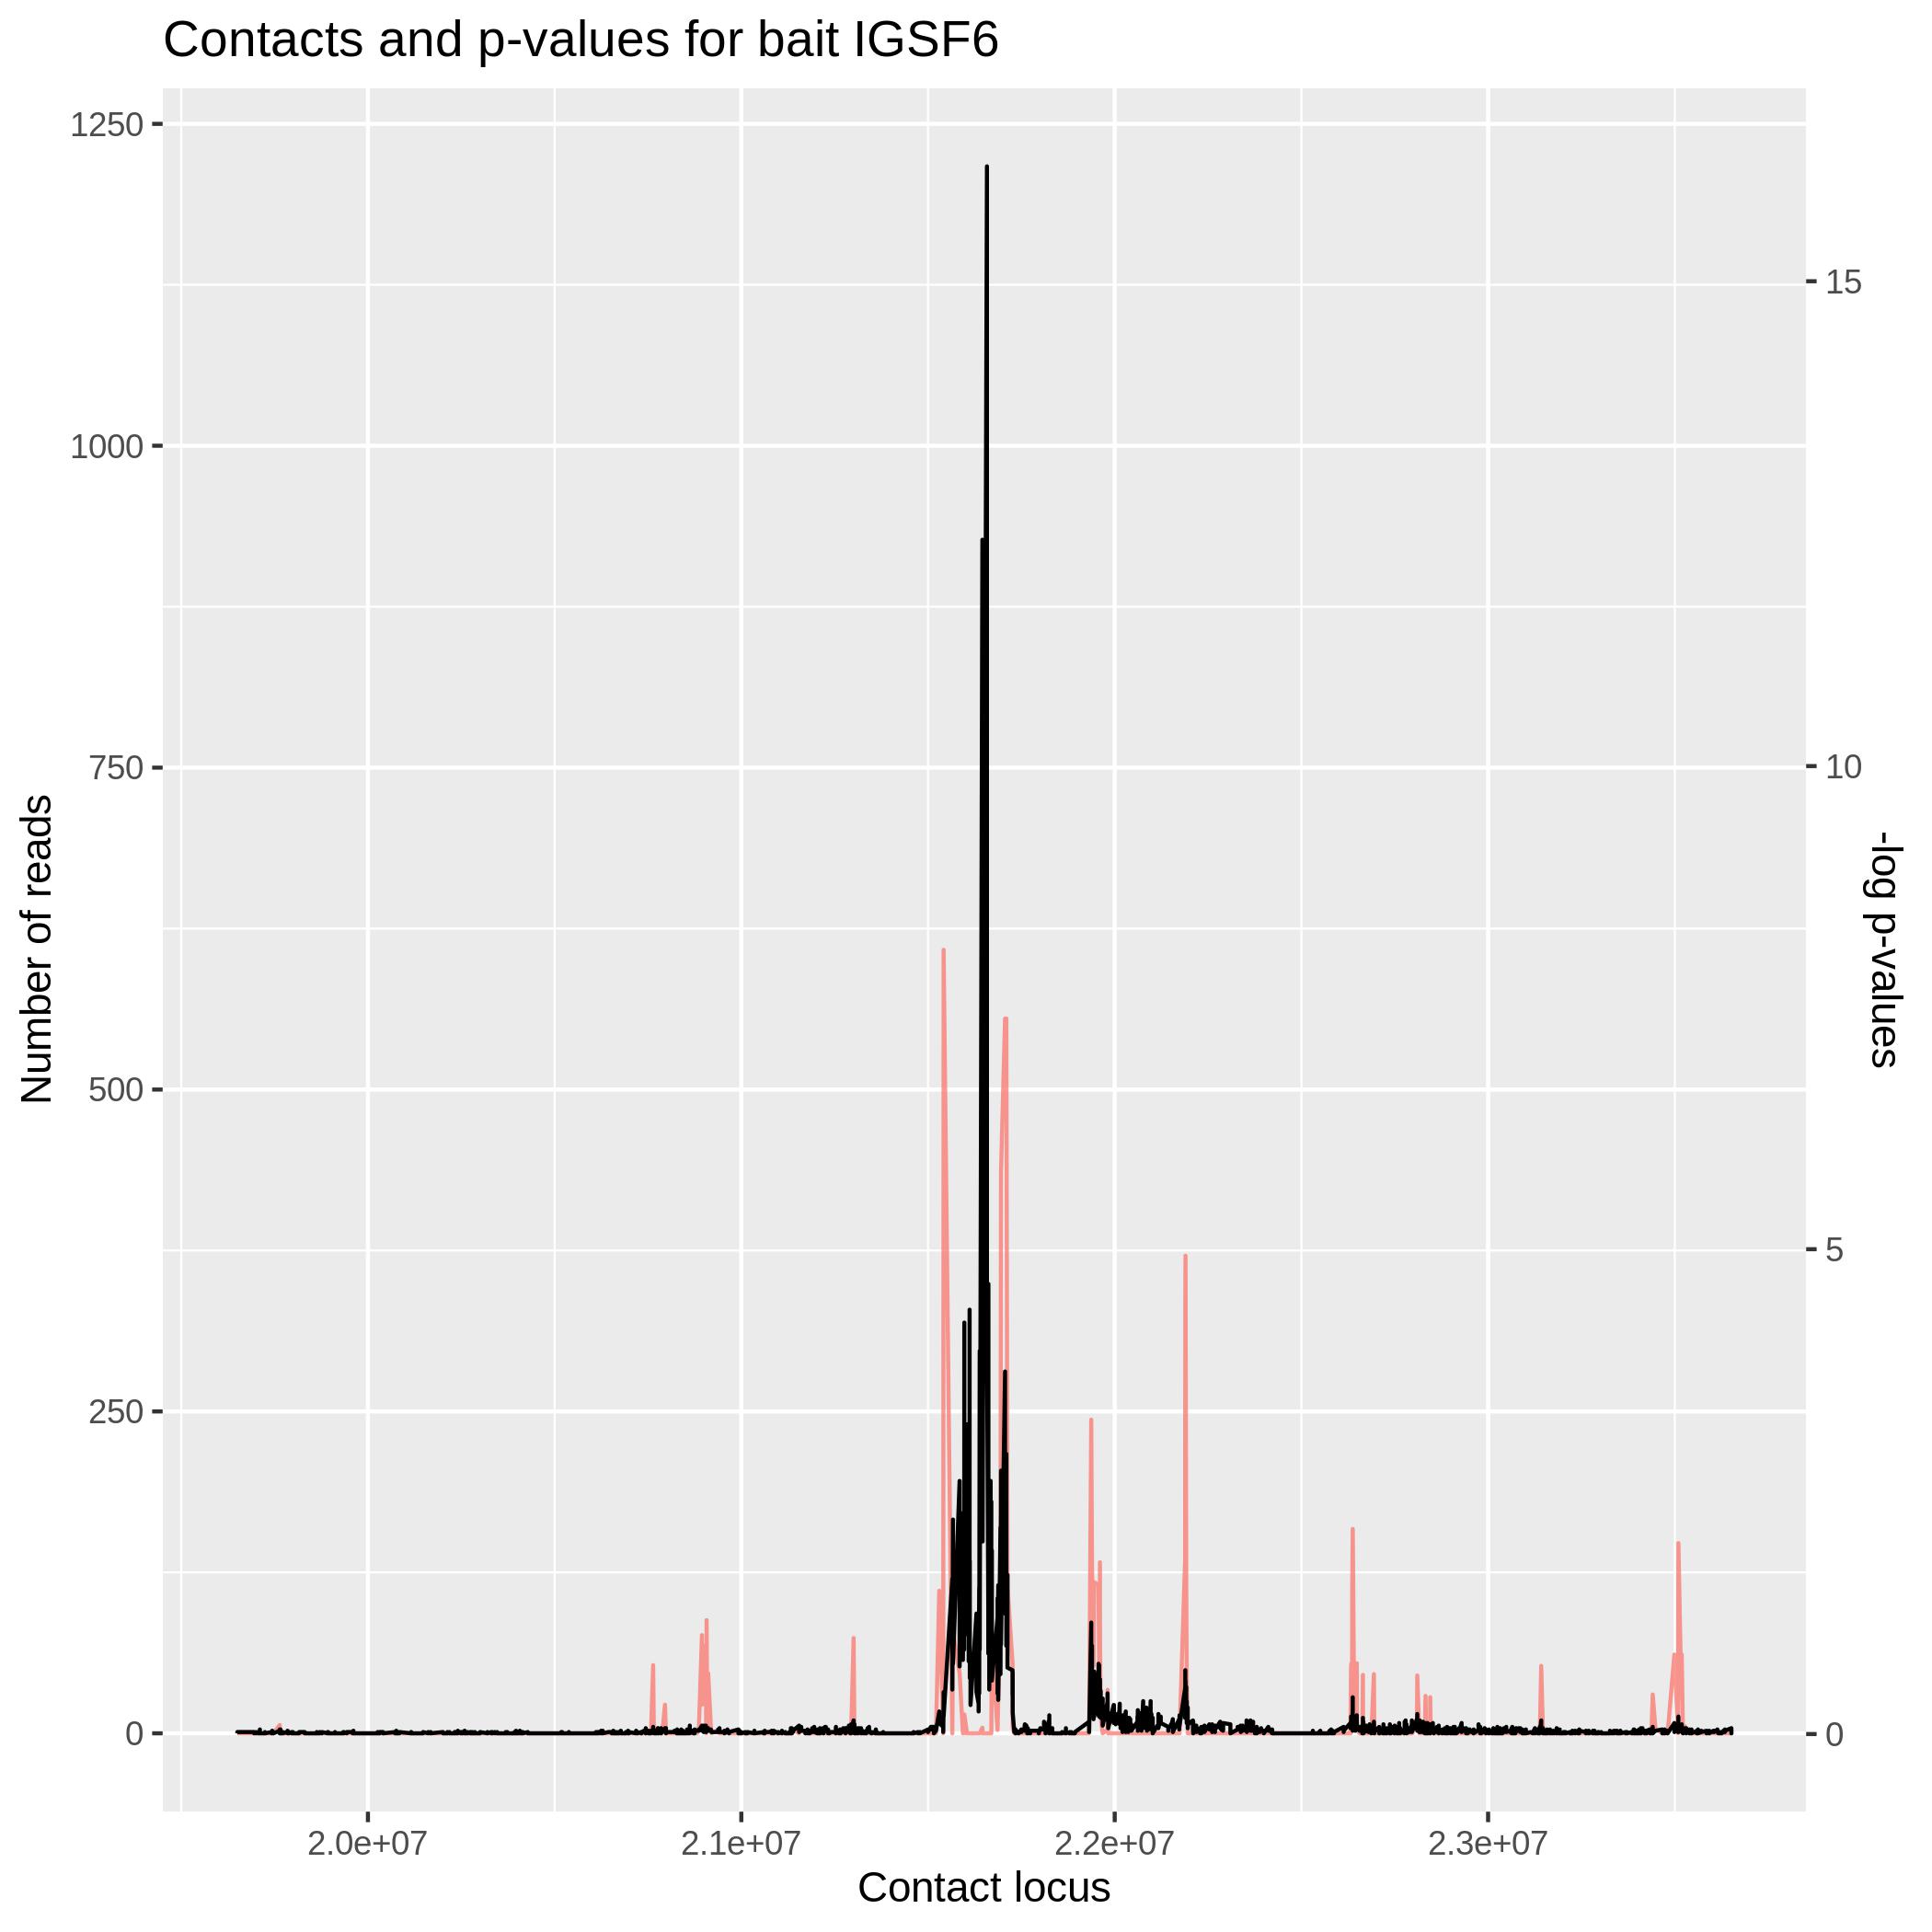 Contacts and p-values for bait IGSF6
1250
1000
750
500
250
0
Number of reads
15
10
5
0
-log p-values
2.0e+07
2.1e+07
2.2e+07
2.3e+07
Contact locus